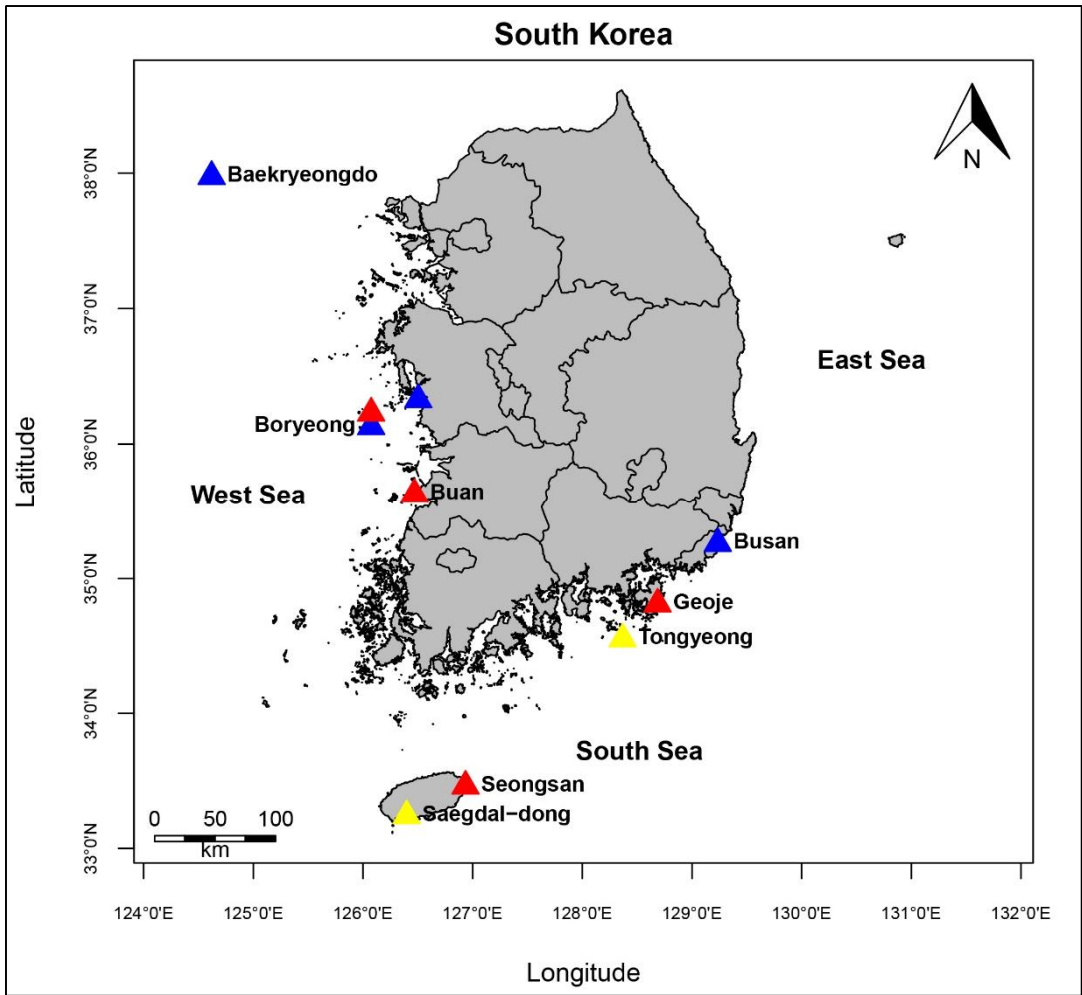 South Korea
N
38°0'N
Baekryeongdo
37°0'N
East Sea
Boryeong
36°0'N
West Sea
Buan
Busan
35°0'N
Geoje
Tongyeong
34°0'N
South Sea
Seongsan
Saegdal-dong
0 50 100
km
33°0'N
124°0'E 125°0'E 126°0'E 127°0'E 128°0'E 129°0'E 130°0'E 131°0'E 132°0'E
Latitude
Longitude